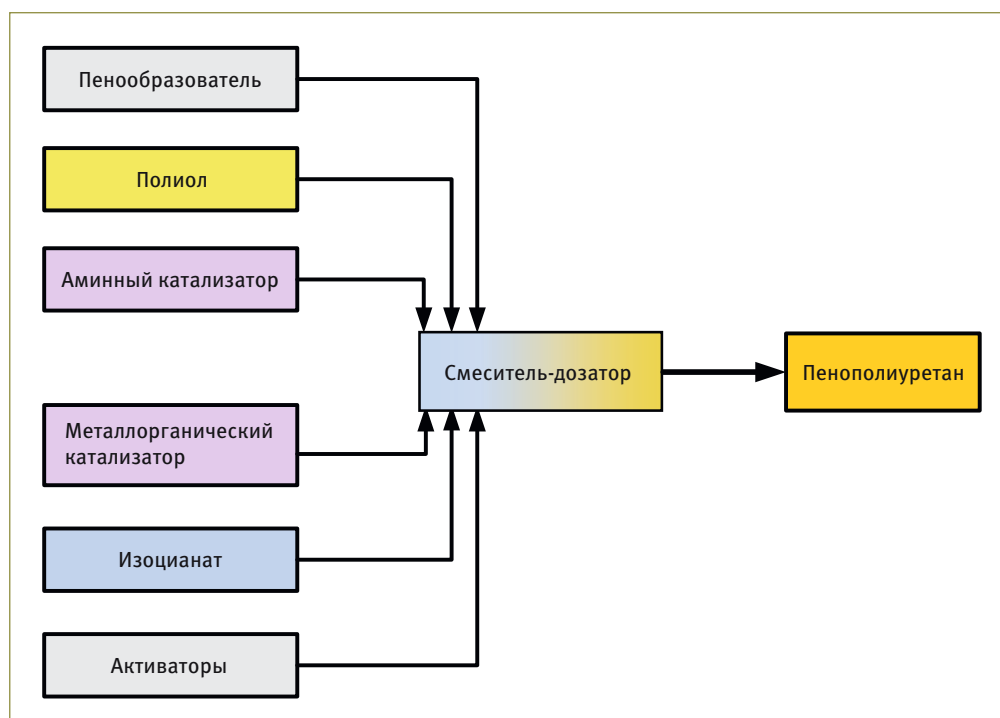 Пенообразователь
Полиол
Аминный катализатор
Смеситель-дозатор
Пенополиуретан
Металлорганический
катализатор
Изоцианат
Активаторы